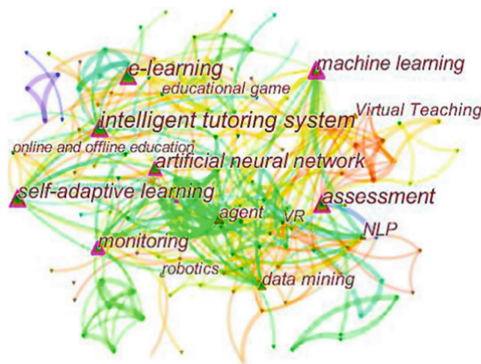 e-learning
machine learning
educational game
Virtual Teaching
intelligent tutoring system
online and offline education
artificial neural network
self-adaptive learning
assessment
agent
VR
NLP
monitoring
robotics
data mining